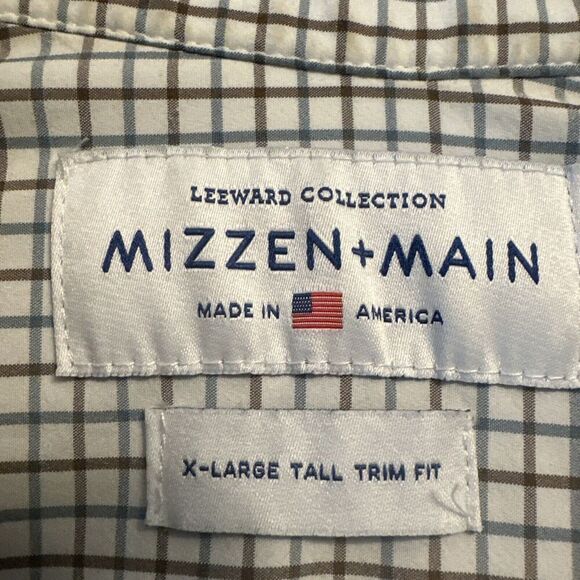 LEEWARD COLLECTION
MIZZEN+MAIN
MADE IN AMERICA
X-LARGE TALL TRIM FIT